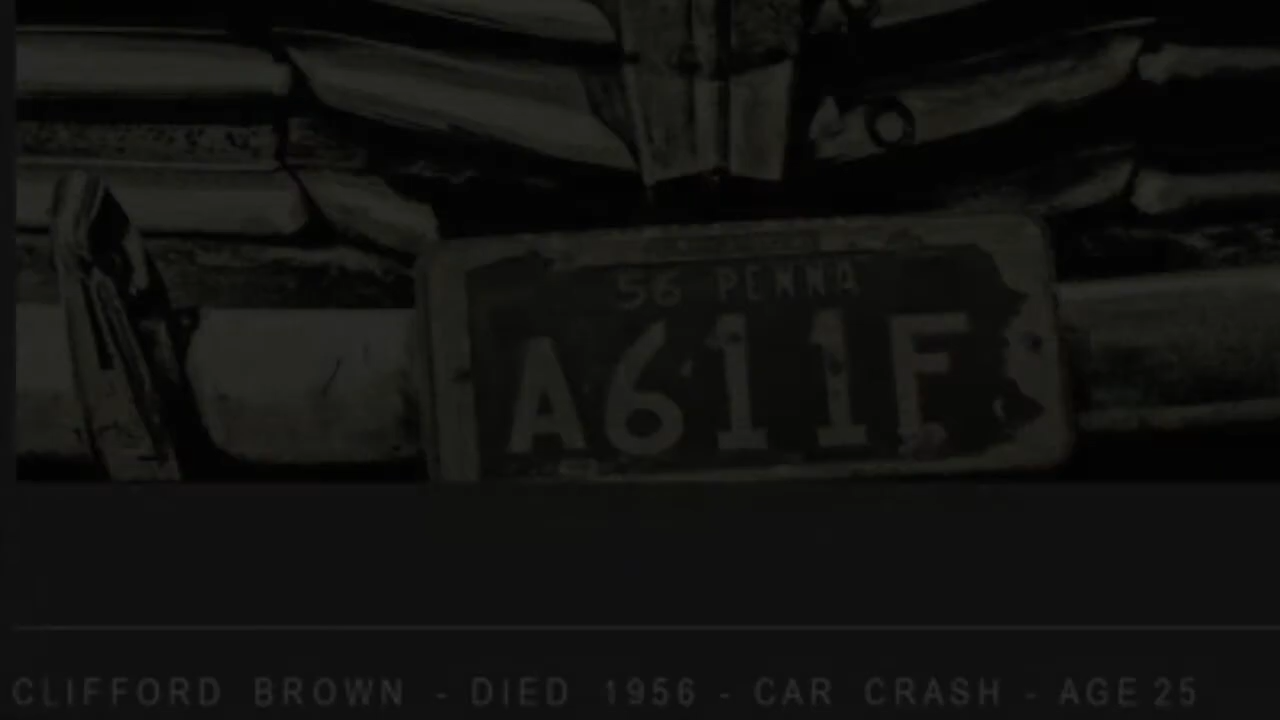 56 PENNA
A611F
CLIFFORD BROWN - DIED 1956 - CAR CRASH - AGE 25